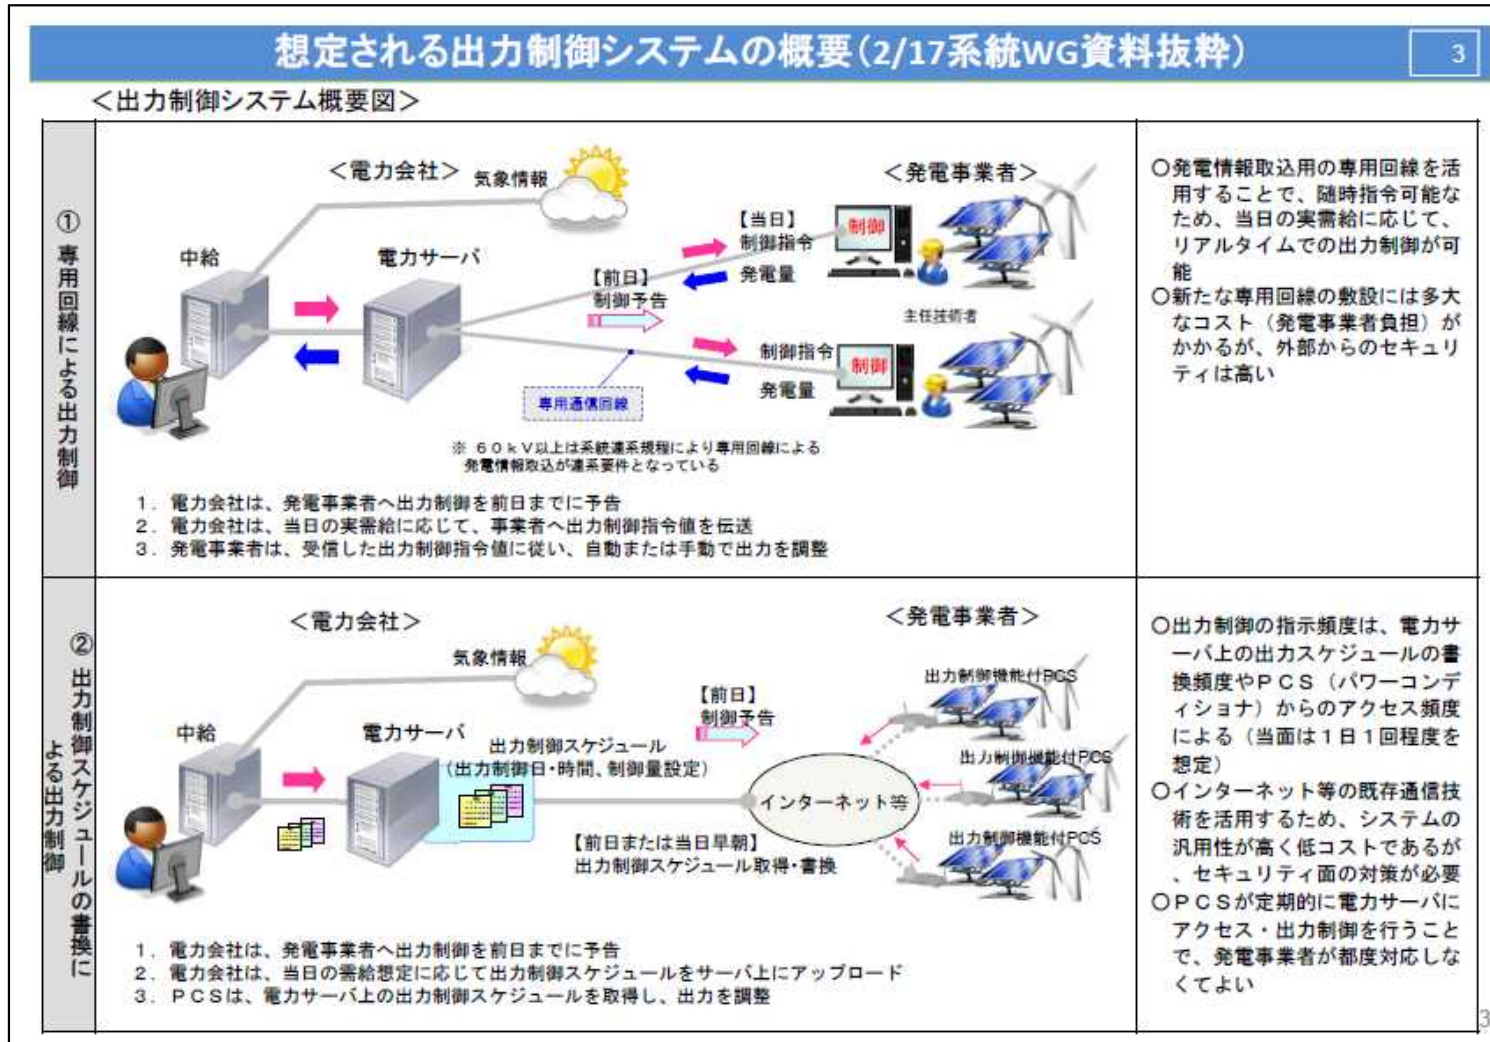 想定される出力制御システムの概要(2/17系統WG資料抜粋)
3
＜出力制御システム概要図＞
① 専用回線による出力制御
＜電力会社＞
気象情報
＜発電事業者＞
中給
電力サーバ
【前日】
制御予告
【当日】
制御指令
発電量
制御
主任技術者
制御指令
発電量
制御
専用通信回線
※ ６０ｋＶ以上は系統連系規程により専用回線による
発電情報取込が連系要件となっている
１．電力会社は、発電事業者へ出力制御を前日までに予告
２．電力会社は、当日の実需給に応じて、事業者へ出力制御指令値を伝送
３．発電事業者は、受信した出力制御指令値に従い、自動または手動で出力を調整
○発電情報取込用の専用回線を活
用することで、随時指令可能な
ため、当日の実需給に応じて、
リアルタイムでの出力制御が可
能
○新たな専用回線の敷設には多大
なコスト（発電事業者負担）が
かかるが、外部からのセキュリ
ティは高い
② 出力制御スケジュールの書換に
よる出力制御
＜電力会社＞
気象情報
＜発電事業者＞
中給
電力サーバ
出力制御スケジュール
(出力制御日・時間、制御量設定)
【前日】
制御予告
インターネット等
【前日または当日早朝】
出力制御スケジュール取得・書換
出力制御機能付PCS
出力制御機能付PCS
出力制御機能付PCS
１．電力会社は、発電事業者へ出力制御を前日までに予告
２．電力会社は、当日の需給想定に応じて出力制御スケジュールをサーバ上にアップロード
３．ＰＣＳは、電力サーバ上の出力制御スケジュールを取得し、出力を調整
○出力制御の指示頻度は、電力サ
ーバ上の出力スケジュールの書
換頻度やＰＣＳ（パワーコンデ
ィショナ）からのアクセス頻度
による（当面は１日１回程度を
想定）
○インターネット等の既存通信技
術を活用するため、システムの
汎用性が高く低コストであるが
、セキュリティ面の対策が必要
○ＰＣＳが定期的に電力サーバに
アクセス・出力制御を行うこと
で、発電事業者が都度対応しな
くてよい
3